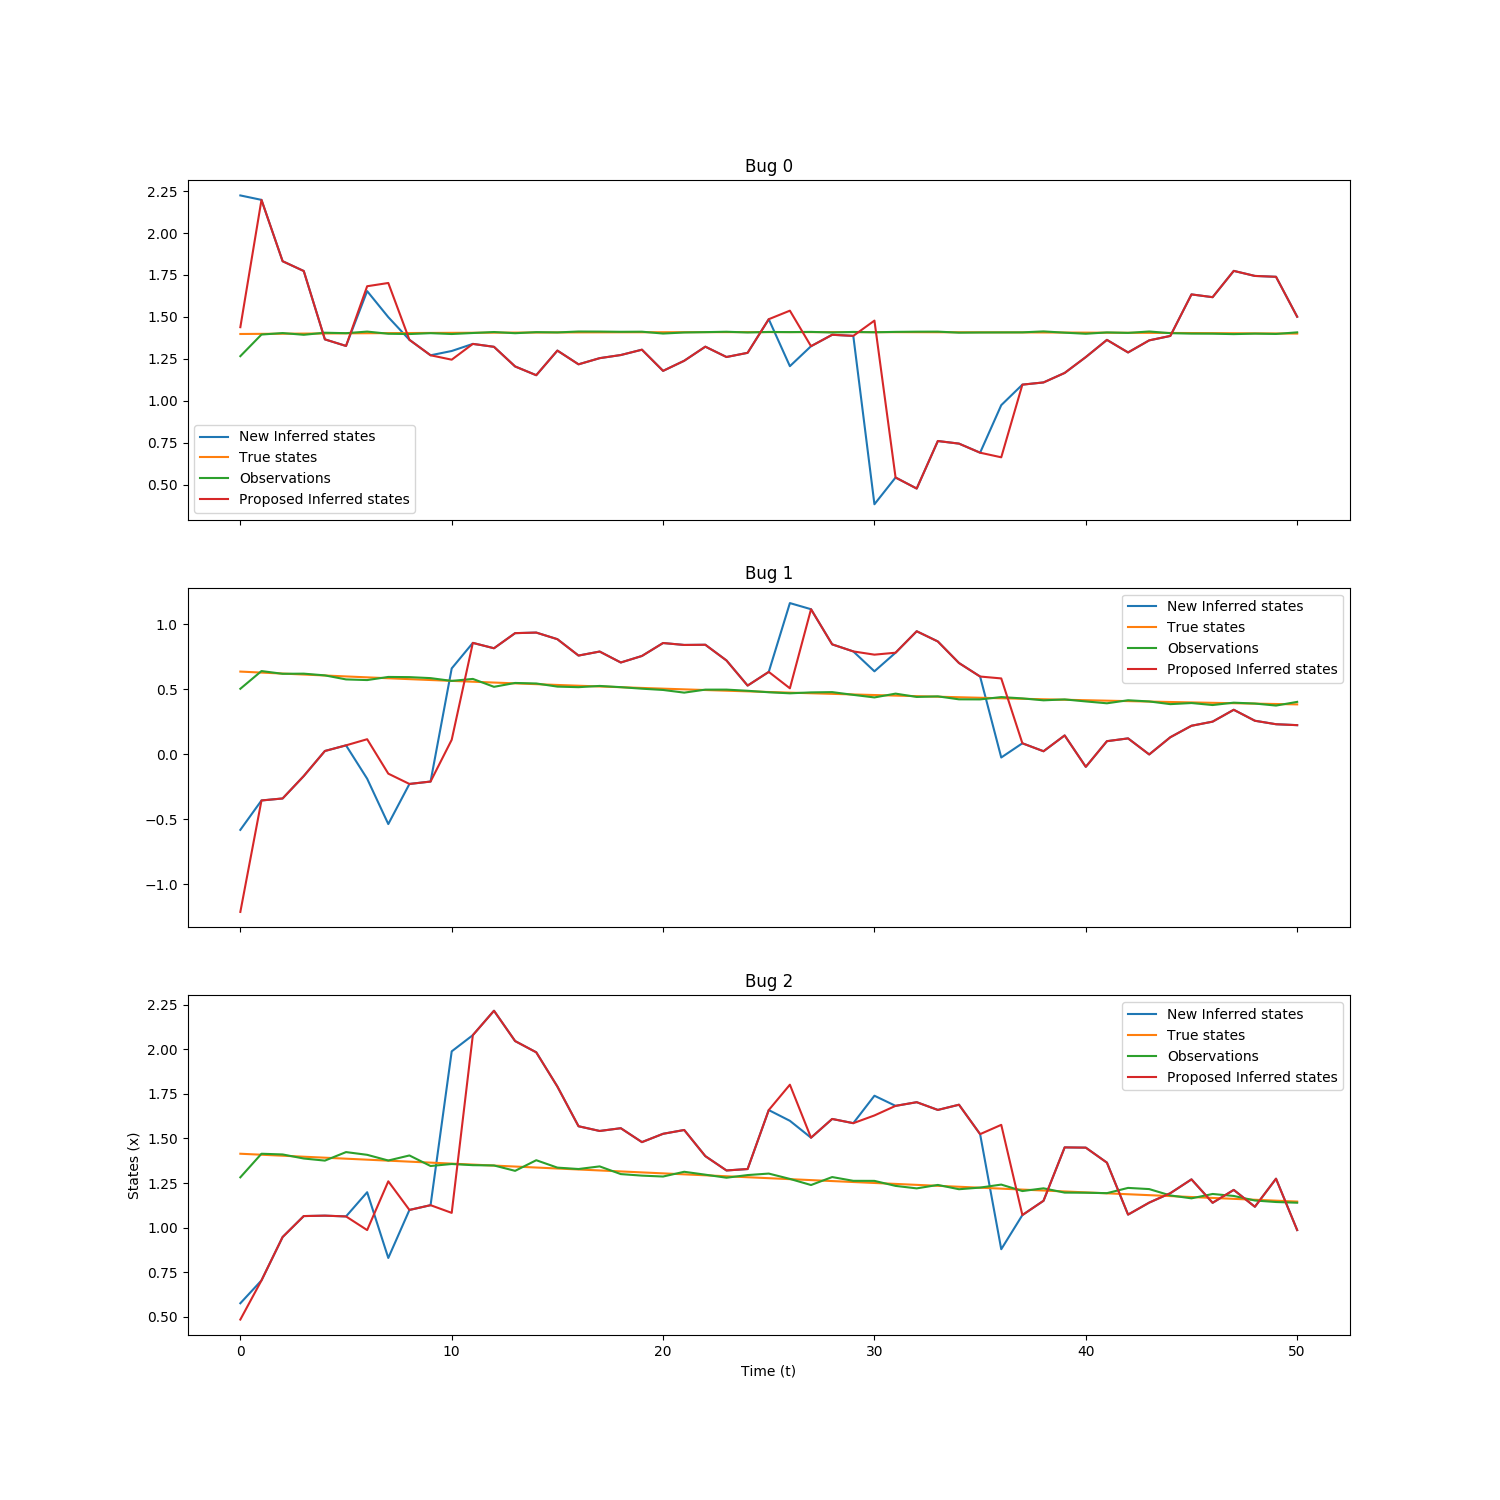 Bug 0
2.25
2.00
1.75
1.50
1.25
1.00
0.75
0.50
New Inferred states
True states
Observations
Proposed Inferred states
Bug 1
1.0
0.5
0.0
−0.5
−1.0
New Inferred states
True states
Observations
Proposed Inferred states
Bug 2
States (x)
2.25
2.00
1.75
1.50
1.25
1.00
0.75
0.50
New Inferred states
True states
Observations
Proposed Inferred states
0 10 20 30 40 50
Time (t)